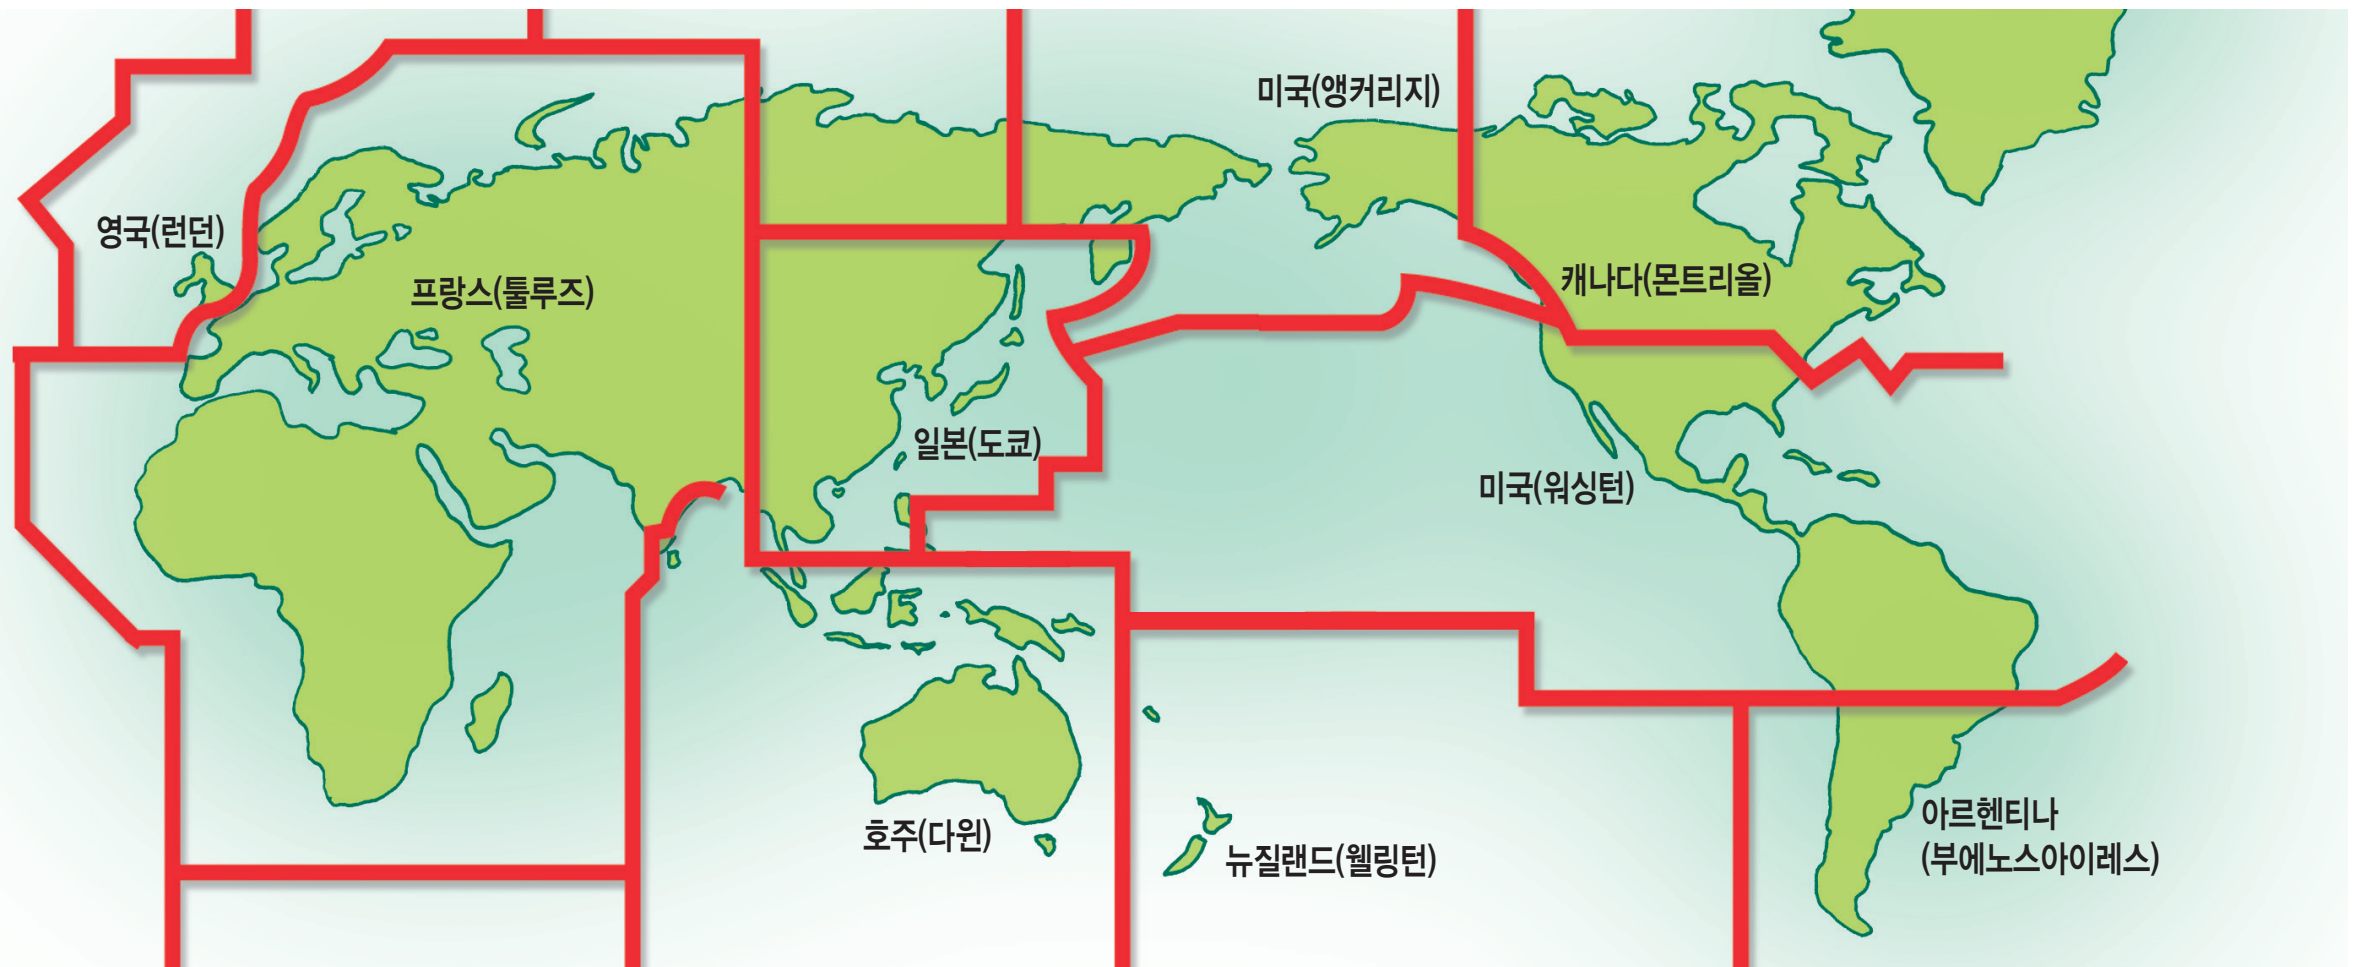 미국(앵커리지)
영국(런던)
프랑스(툴루즈)
캐나다(몬트리올)
일본(도쿄)
미국(워싱턴)
호주(다윈)
뉴질랜드(웰링턴)
아르헨티나
(부에노스아이레스)